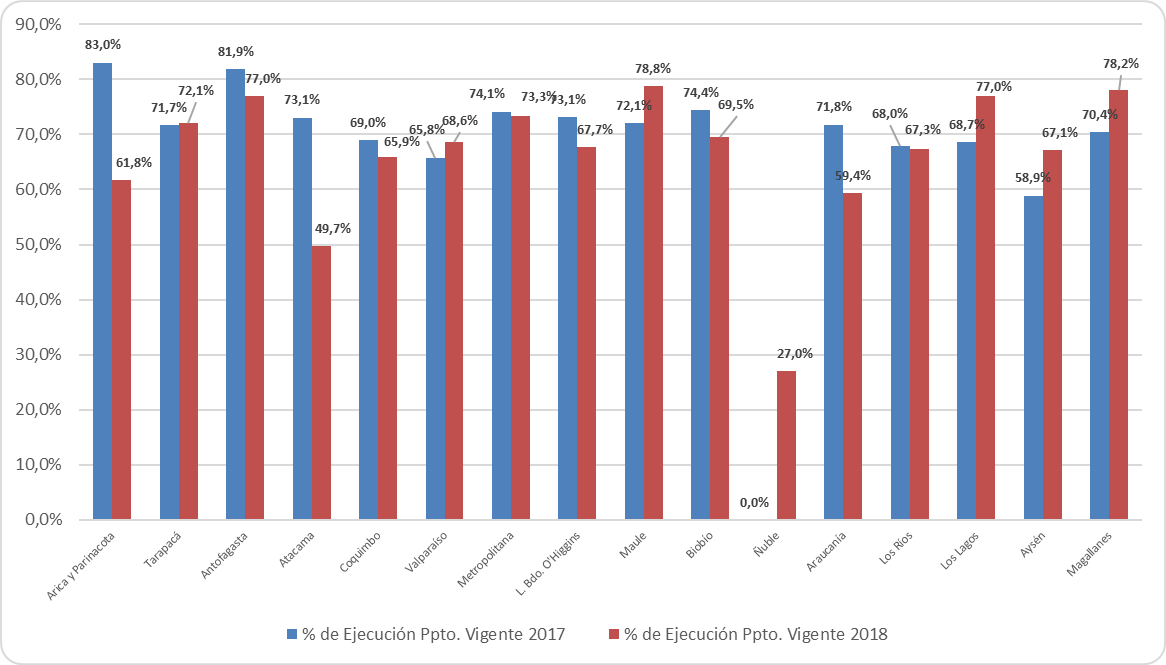 90,0%
80,0%
70,0%
60,0%
50,0%
40,0%
30,0%
20,0%
10,0%
0,0%
83,0%
61,8%
71,7%
72,1%
81,9%
77,0%
73,1%
49,7%
69,0%
65,9%
65,8%
68,6%
74,1%
73,3%
73,1%
67,7%
72,1%
78,8%
74,4%
69,5%
0,0%
27,0%
71,8%
59,4%
68,0%
67,3%
68,7%
77,0%
58,9%
67,1%
70,4%
78,2%
Arica y Parinacota
Tarapacá
Antofagasta
Atacama
Coquimbo
Valparaíso
Metropolitana
L. Bdo. O'Higgins
Maule
Biobío
Ñuble
Araucanía
Los Ríos
Los Lagos
Aysén
Magallanes
% de Ejecución Ppto. Vigente 2017
% de Ejecución Ppto. Vigente 2018